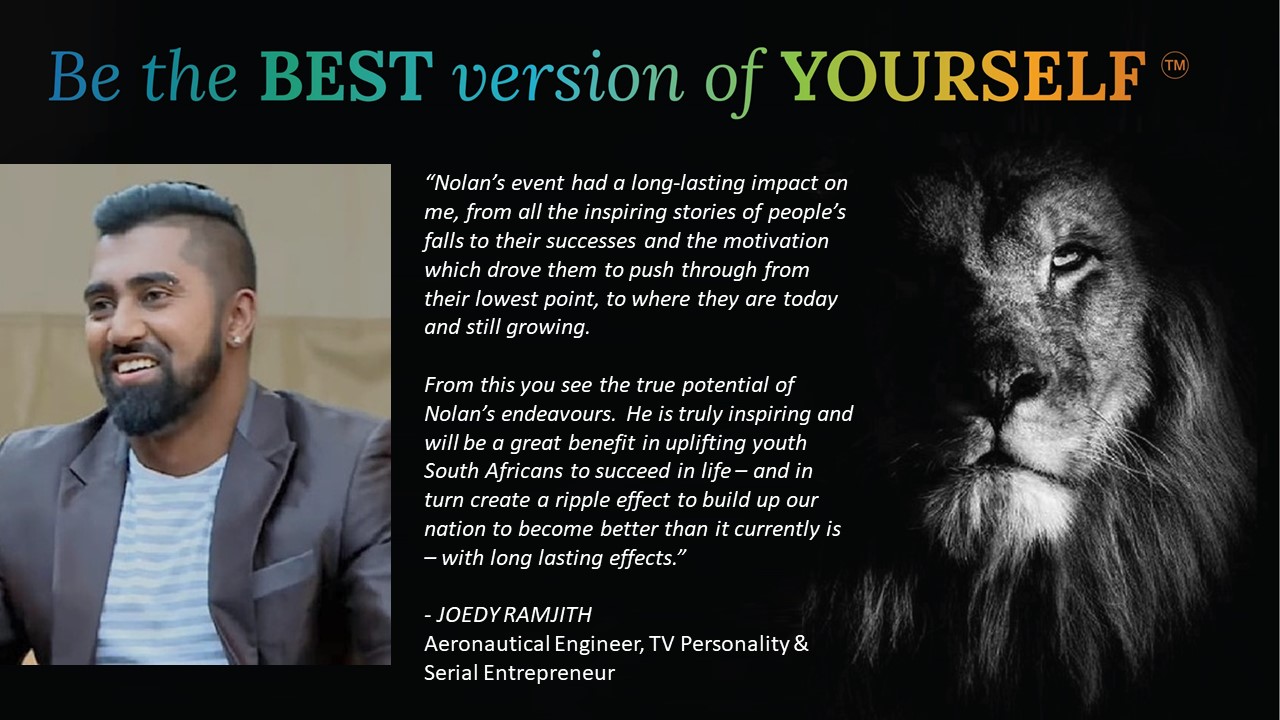 Be the BEST version of YOURSELF ™
“Nolan’s event had a long-lasting impact on
me, from all the inspiring stories of people’s
falls to their successes and the motivation
which drove them to push through from
their lowest point, to where they are today
and still growing.
From this you see the true potential of
Nolan’s endeavours. He is truly inspiring and
will be a great benefit in uplifting youth
South Africans to succeed in life – and in
turn create a ripple effect to build up our
nation to become better than it currently is
– with long lasting effects.”
- JOEDY RAMJITH
Aeronautical Engineer, TV Personality &
Serial Entrepreneur